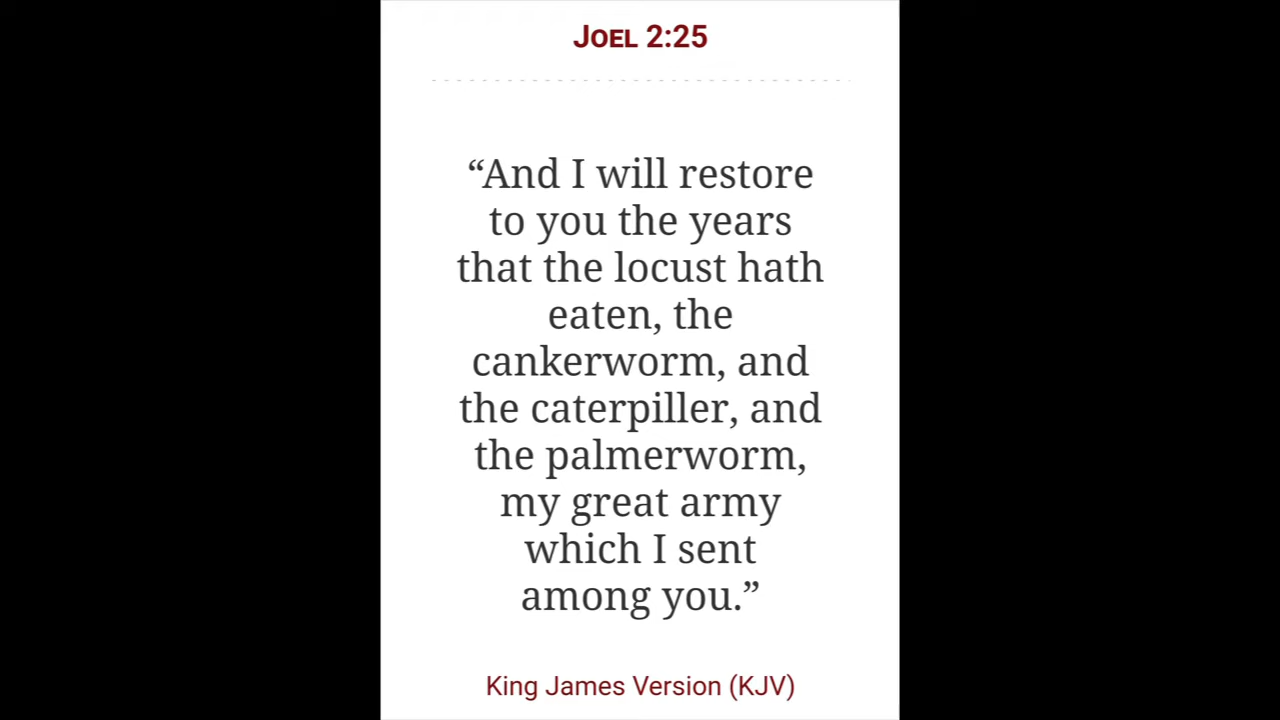 Joel 2:25
“And I will restore
to you the years
that the locust hath
eaten, the
cankerworm, and
the caterpiller, and
the palmerworm,
my great army
which I sent
among you.”
King James Version (KJV)